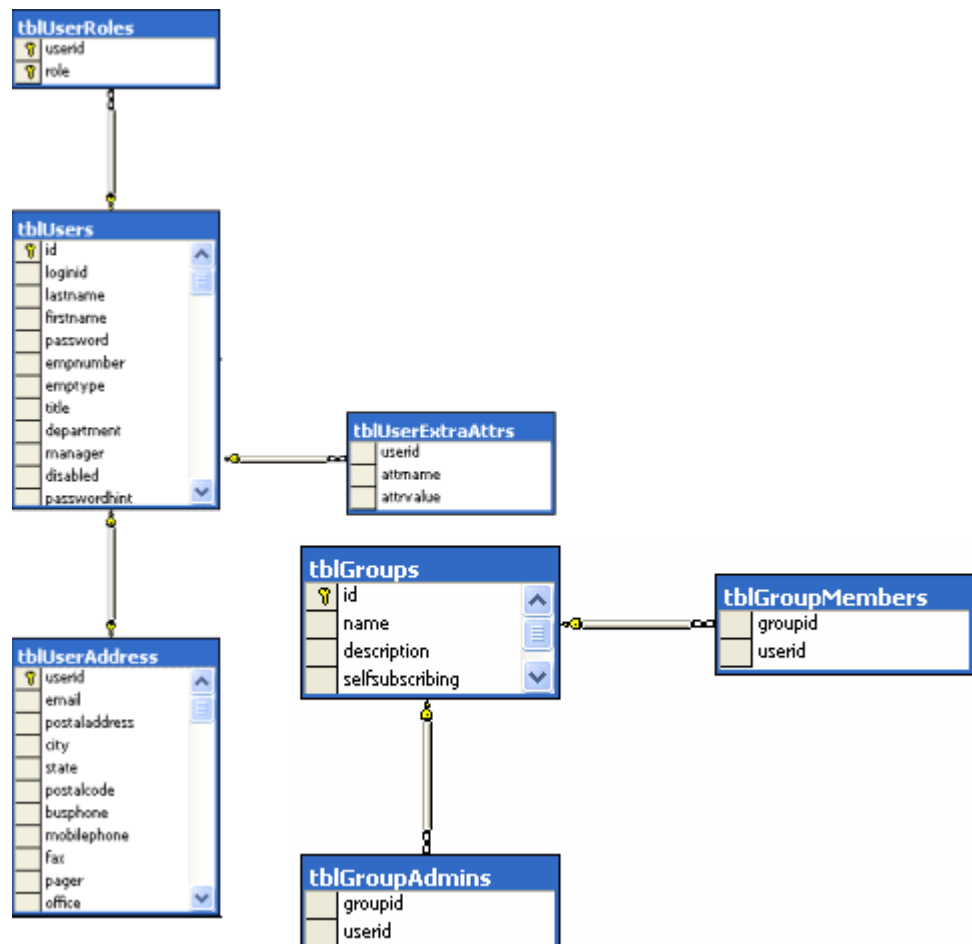 tblUserRoles
userid
role
tblUsers
id
loginid
lastname
firstname
password
empnumber
emptype
title
department
manager
disabled
passwordhint
tblUserExtraAttrs
userid
attrname
attrvalue
tblUserAddress
userid
email
postaladdress
city
state
postalcode
busphone
mobilephone
fax
pager
office
tblGroups
id
name
description
selfsubscribing
tblGroupMembers
groupid
userid
tblGroupAdmins
groupid
userid